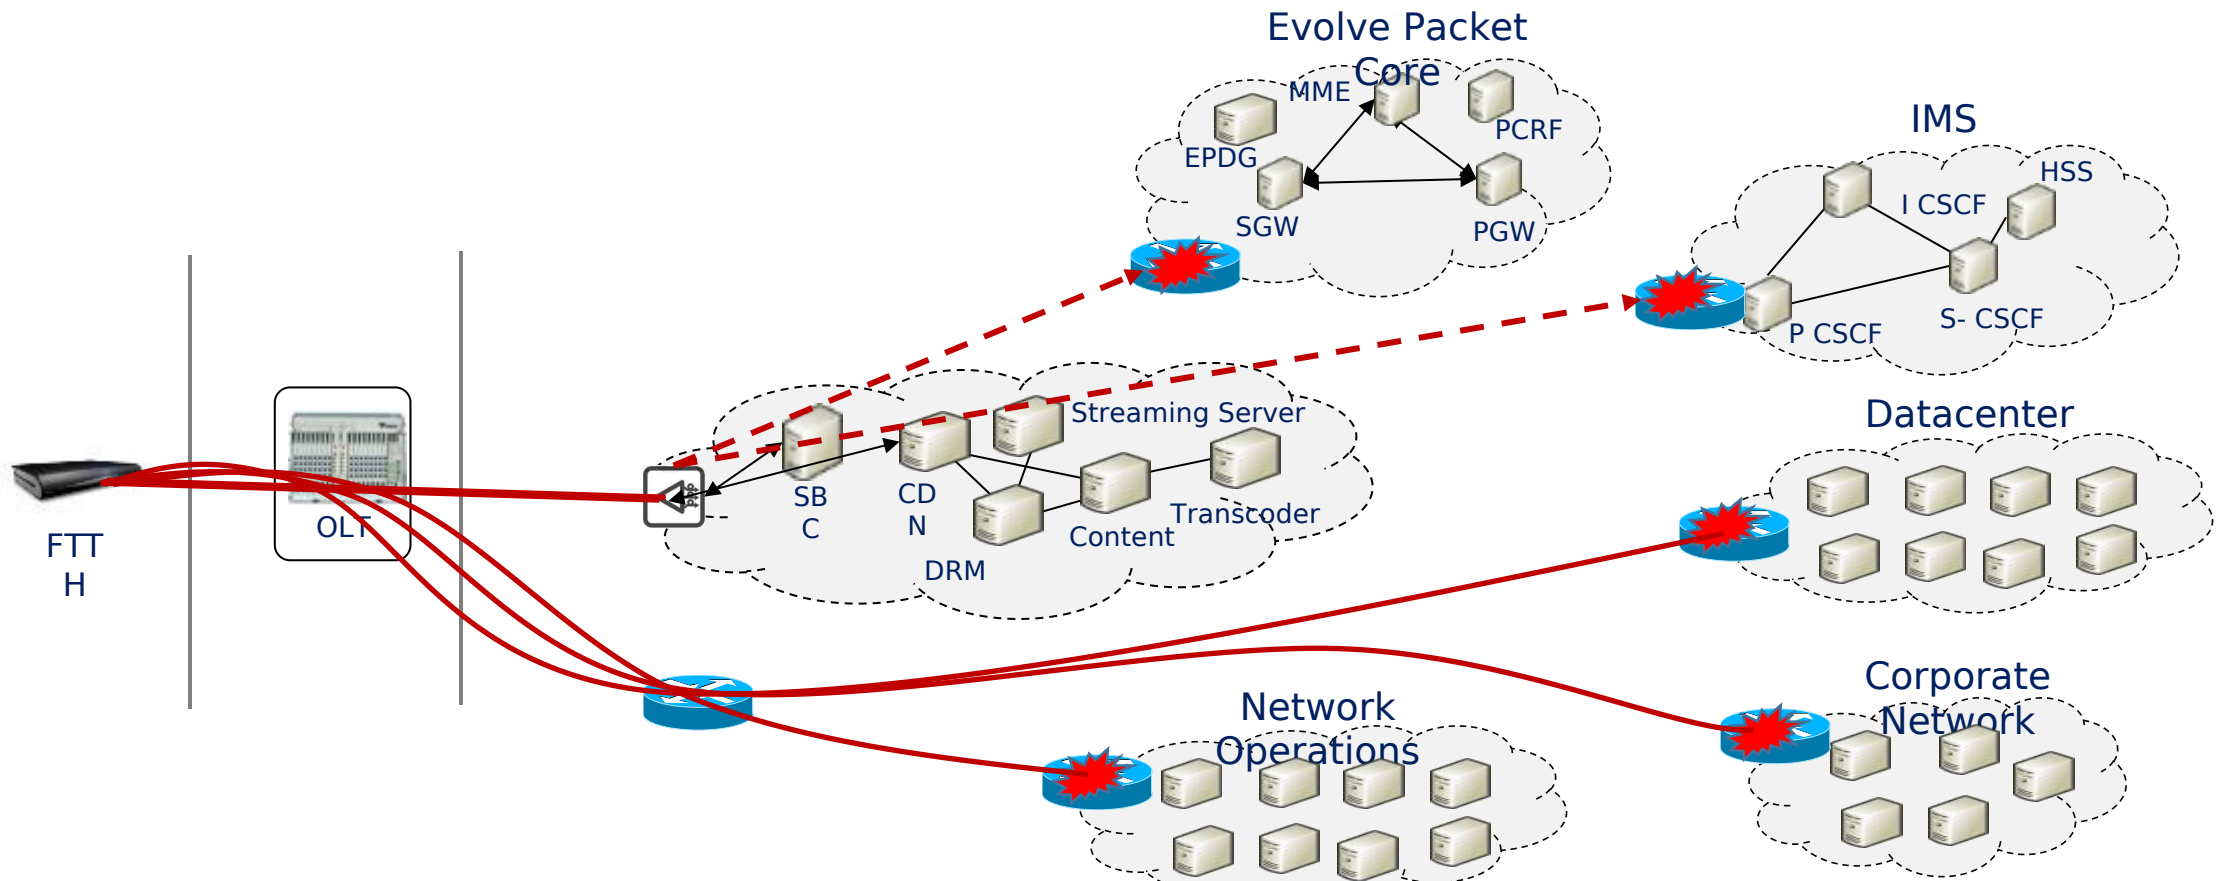 Evolve Packet
Core
MME
PCRF
EPDG
SGW
PGW
IMS
HSS
I CSCF
S- CSCF
P CSCF
Streaming Server
SB
C
CD
N
Transcoder
Content
DRM
OLT
FTT
H
Datacenter
Corporate
Network
Network
Operations